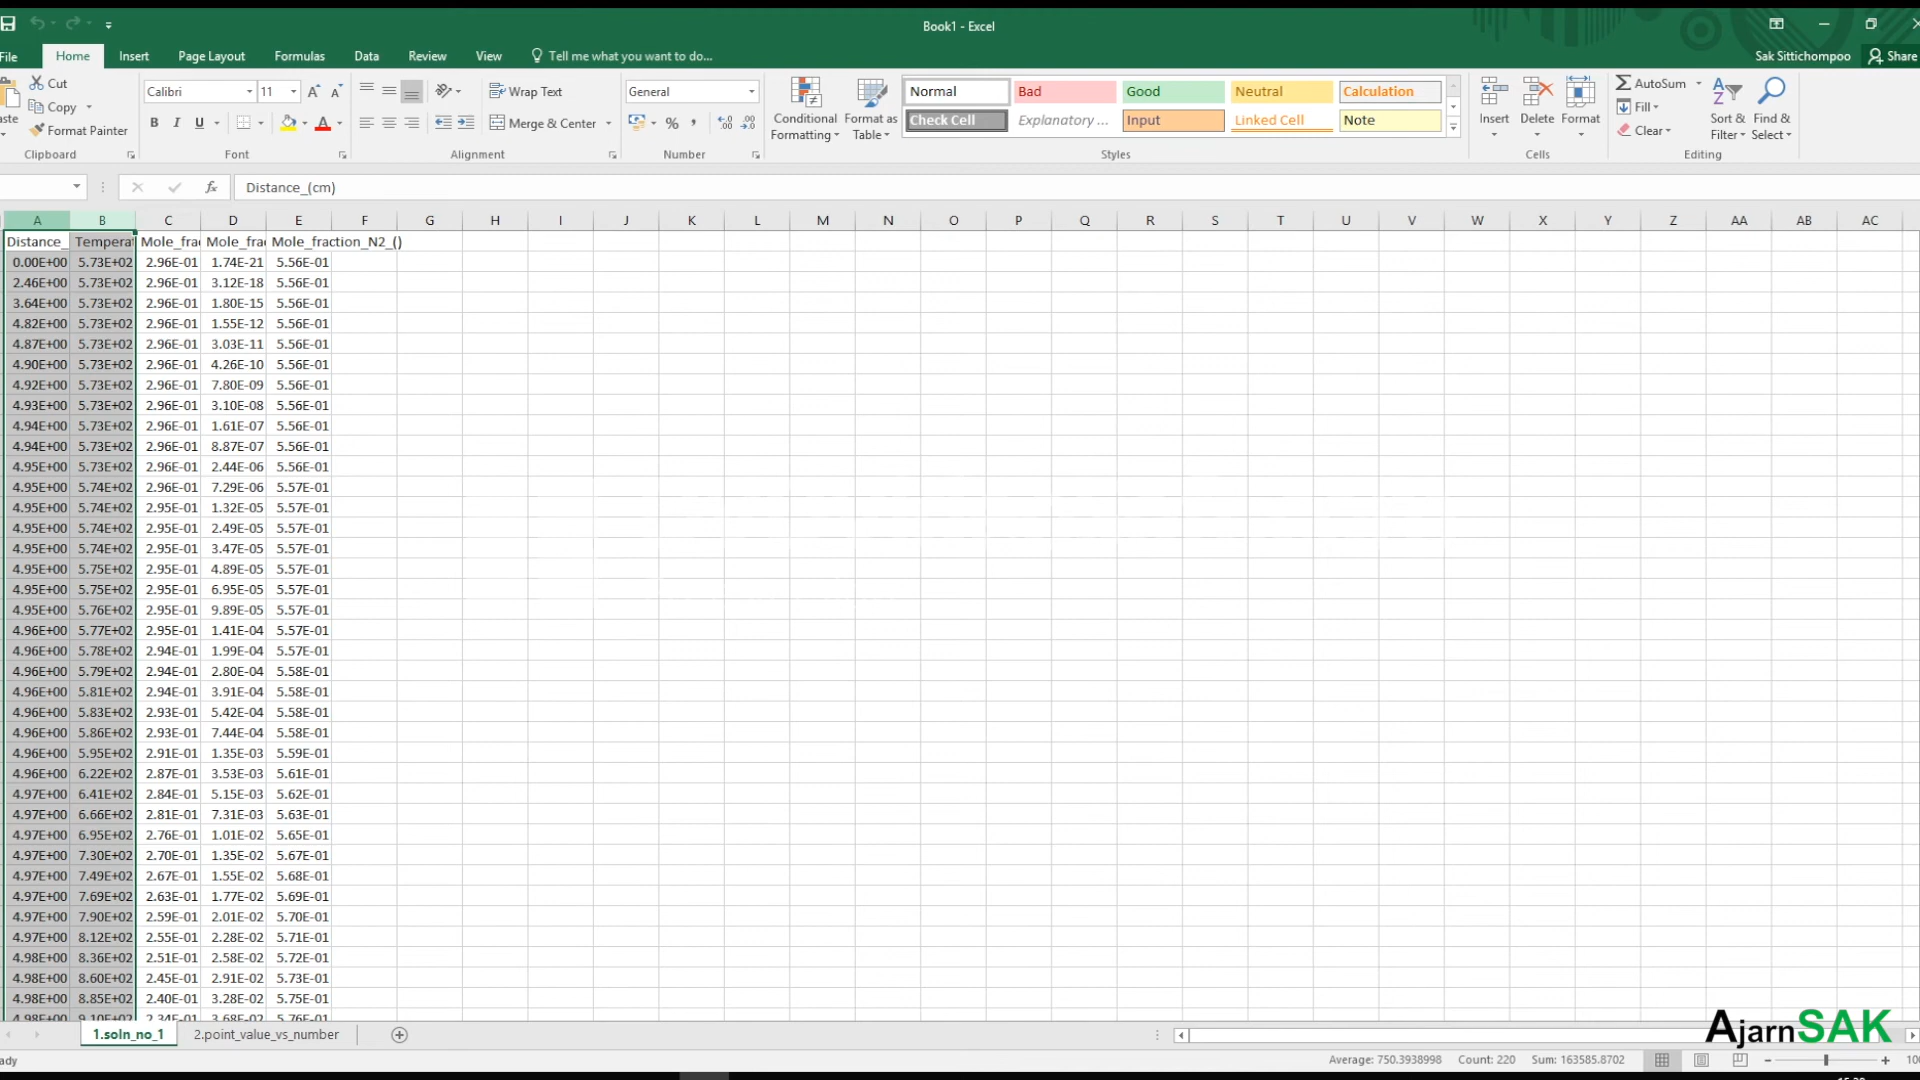 Book1 - Excel
File Home Insert Page Layout Formulas Data Review View Tell me what you want to do... Sak Sittichompoo Share
Cut
Copy
Format Painter
Clipboard
Calibri 11
B I U
Font
Wrap Text
Merge & Center
Alignment
General
Number
Conditional Formatting
Format as Table
Normal Bad Good Neutral Calculation
Check Cell Explanatory ... Input Linked Cell Note
Styles
Insert Delete Format
Cells
AutoSum
Fill
Clear
Sort & Filter
Find & Select
Editing
fx Distance_(cm)
A B C D E F G H I J K L M N O P Q R S T U V W X Y Z AA AB AC
Distance_ Tempera Mole_fra Mole_fra Mole_fraction_N2_()
0.00E+00 5.73E+02 2.96E-01 1.74E-21 5.56E-01
2.46E+00 5.73E+02 2.96E-01 3.12E-18 5.56E-01
3.64E+00 5.73E+02 2.96E-01 1.80E-15 5.56E-01
4.82E+00 5.73E+02 2.96E-01 1.55E-12 5.56E-01
4.87E+00 5.73E+02 2.96E-01 3.03E-11 5.56E-01
4.90E+00 5.73E+02 2.96E-01 4.26E-10 5.56E-01
4.92E+00 5.73E+02 2.96E-01 7.80E-09 5.56E-01
4.93E+00 5.73E+02 2.96E-01 3.10E-08 5.56E-01
4.94E+00 5.73E+02 2.96E-01 1.61E-07 5.56E-01
4.94E+00 5.73E+02 2.96E-01 8.87E-07 5.56E-01
4.95E+00 5.73E+02 2.96E-01 2.44E-06 5.56E-01
4.95E+00 5.74E+02 2.96E-01 7.29E-06 5.57E-01
4.95E+00 5.74E+02 2.95E-01 1.32E-05 5.57E-01
4.95E+00 5.74E+02 2.95E-01 2.49E-05 5.57E-01
4.95E+00 5.74E+02 2.95E-01 3.47E-05 5.57E-01
4.95E+00 5.75E+02 2.95E-01 4.89E-05 5.57E-01
4.95E+00 5.75E+02 2.95E-01 6.95E-05 5.57E-01
4.95E+00 5.76E+02 2.95E-01 9.89E-05 5.57E-01
4.96E+00 5.77E+02 2.95E-01 1.41E-04 5.57E-01
4.96E+00 5.78E+02 2.94E-01 1.99E-04 5.57E-01
4.96E+00 5.79E+02 2.94E-01 2.80E-04 5.58E-01
4.96E+00 5.81E+02 2.94E-01 3.91E-04 5.58E-01
4.96E+00 5.83E+02 2.93E-01 5.42E-04 5.58E-01
4.96E+00 5.86E+02 2.93E-01 7.44E-04 5.58E-01
4.96E+00 5.95E+02 2.91E-01 1.35E-03 5.59E-01
4.96E+00 6.22E+02 2.87E-01 3.53E-03 5.61E-01
4.97E+00 6.41E+02 2.84E-01 5.15E-03 5.62E-01
4.97E+00 6.66E+02 2.81E-01 7.31E-03 5.63E-01
4.97E+00 6.95E+02 2.76E-01 1.01E-02 5.65E-01
4.97E+00 7.30E+02 2.70E-01 1.35E-02 5.67E-01
4.97E+00 7.49E+02 2.67E-01 1.55E-02 5.68E-01
4.97E+00 7.69E+02 2.63E-01 1.77E-02 5.69E-01
4.97E+00 7.90E+02 2.59E-01 2.01E-02 5.70E-01
4.97E+00 8.12E+02 2.55E-01 2.28E-02 5.71E-01
4.98E+00 8.36E+02 2.51E-01 2.58E-02 5.72E-01
4.98E+00 8.60E+02 2.45E-01 2.91E-02 5.73E-01
4.98E+00 8.85E+02 2.40E-01 3.28E-02 5.75E-01
4.98E+00 9.10E+02 2.34E-01 3.68E-02 5.76E-01
1.soln_no_1 2.point_value_vs_number
AjarnSAK
Average: 750.3938998 Count: 220 Sum: 163585.8702